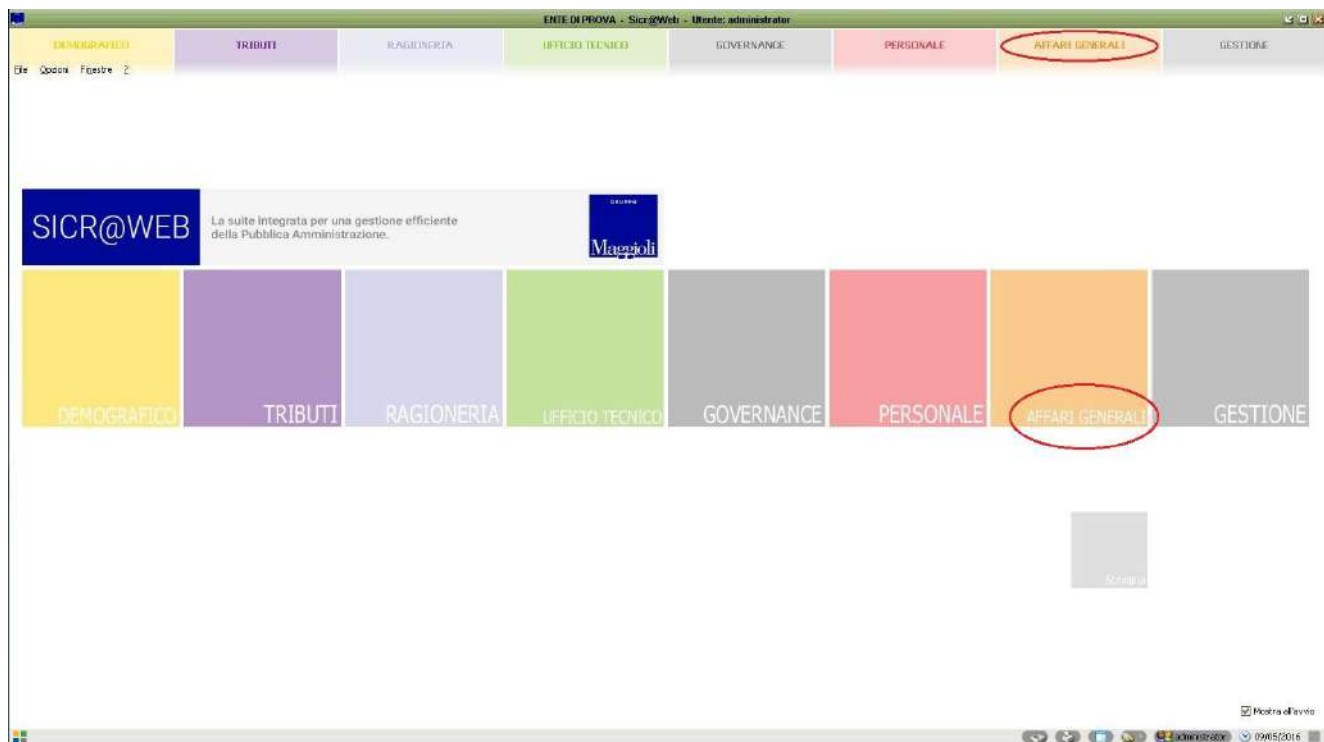 ENTE DI PROVA - Sicr@Web - Utente: administrator
DEMOGRAFICO TRIBUTI RAGIONERIA UFFICIO TECNICO GOVERNANCE PERSONALE AFFARI GENERALI GESTIONE
File Opzioni Finestre ?
SICR@WEB
La suite integrata per una gestione efficiente
della Pubblica Amministrazione.
GRUPPO
Maggioli
DEMOGRAFICO TRIBUTI RAGIONERIA UFFICIO TECNICO GOVERNANCE PERSONALE AFFARI GENERALI GESTIONE
Scrivania
Mostra all'avvio
administrator 09/05/2016